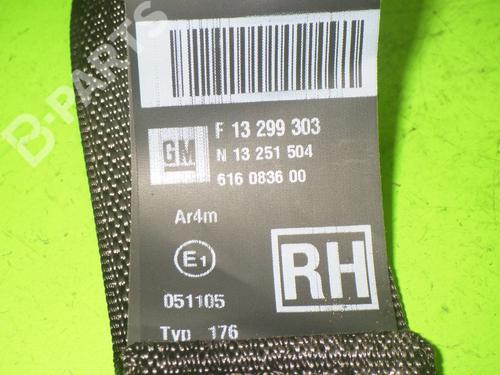 B-PARTS
GM
F 13 299 303
N 13 251 504
616 0836 00
Ar4m
E1
RH
051105
Typ 176